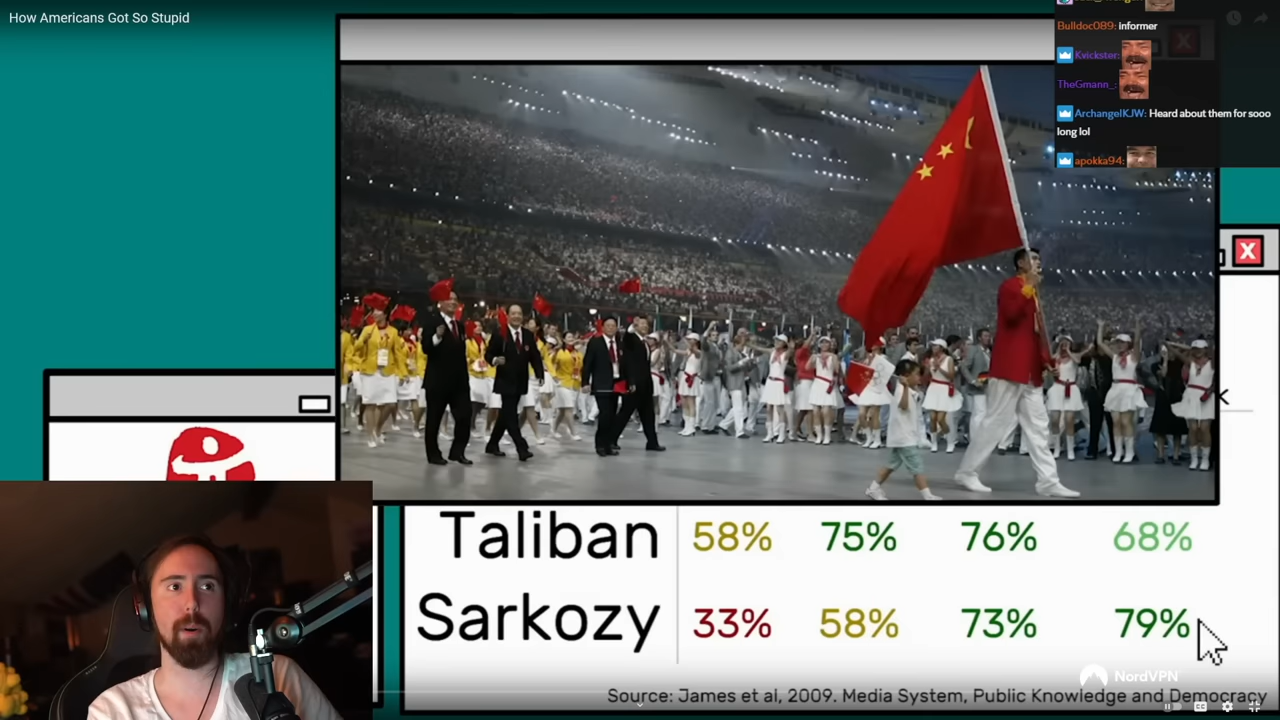 How Americans Got So Stupid
Bulldoc089: informer
Kvickster:
TheGmann_:
ArchangelKJW: Heard about them for sooo
long lol
apokka94:
Taliban 58% 75% 76% 68%
Sarkozy 33% 58% 73% 79%
NordVPN
Source: James et al, 2009. Media System, Public Knowledge and Democracy